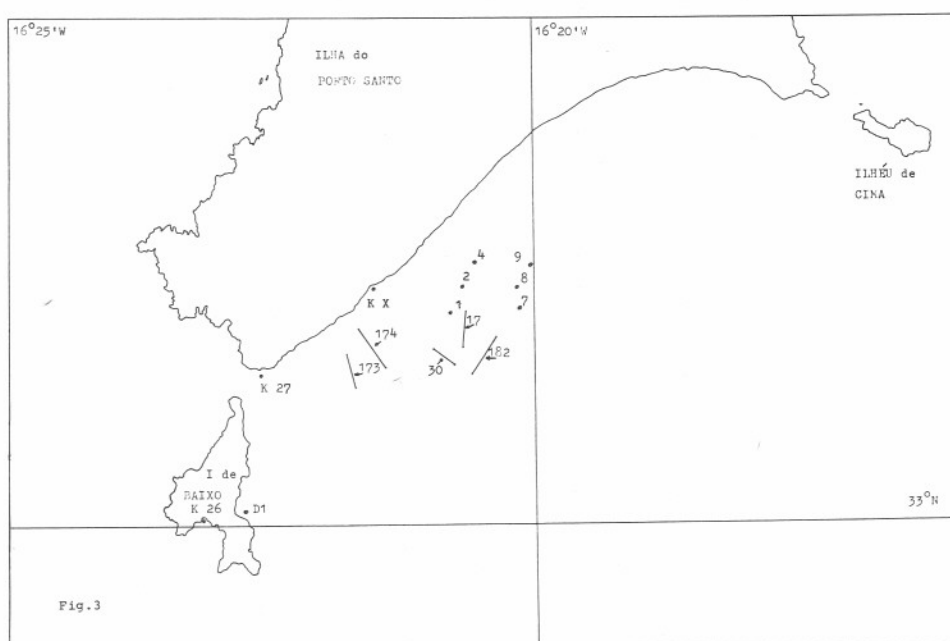 16°25'W
16°20'W
ILHA do
PORTO SANTO
ILHÉU de
CIMA
4
9
2
8
K X
1
7
17
174
182
173
30
K 27
I de
BAIXO
K 26
D1
33°N
Fig.3